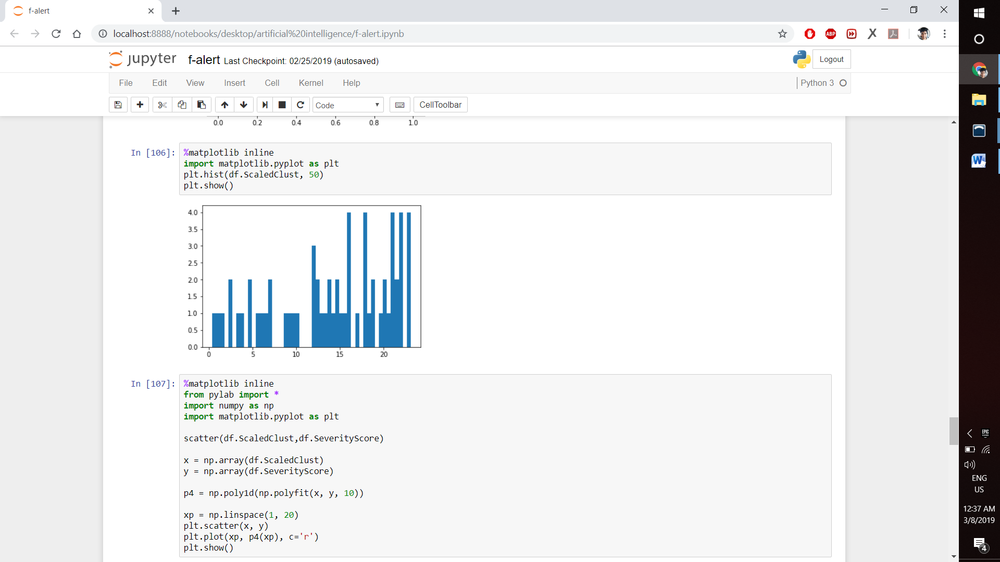 f-alert
localhost:8888/notebooks/desktop/artificial%20intelligence/f-alert.ipynb
ABP
jupyter f-alert Last Checkpoint: 02/25/2019 (autosaved)
Logout
File Edit View Insert Cell Kernel Help
Python 3
Code
CellToolbar
0.0 0.2 0.4 0.6 0.8 1.0
In [106]:
%matplotlib inline
import matplotlib.pyplot as plt
plt.hist(df.ScaledClust, 50)
plt.show()
4.0
3.5
3.0
2.5
2.0
1.5
1.0
0.5
0.0
0 5 10 15 20
In [107]:
%matplotlib inline
from pylab import *
import numpy as np
import matplotlib.pyplot as plt
scatter(df.ScaledClust,df.SeverityScore)
x = np.array(df.ScaledClust)
y = np.array(df.SeverityScore)
p4 = np.poly1d(np.polyfit(x, y, 10))
xp = np.linspace(1, 20)
plt.scatter(x, y)
plt.plot(xp, p4(xp), c='r')
plt.show()
W
EPIC
GAMES
ENG
US
12:37 AM
3/8/2019
4